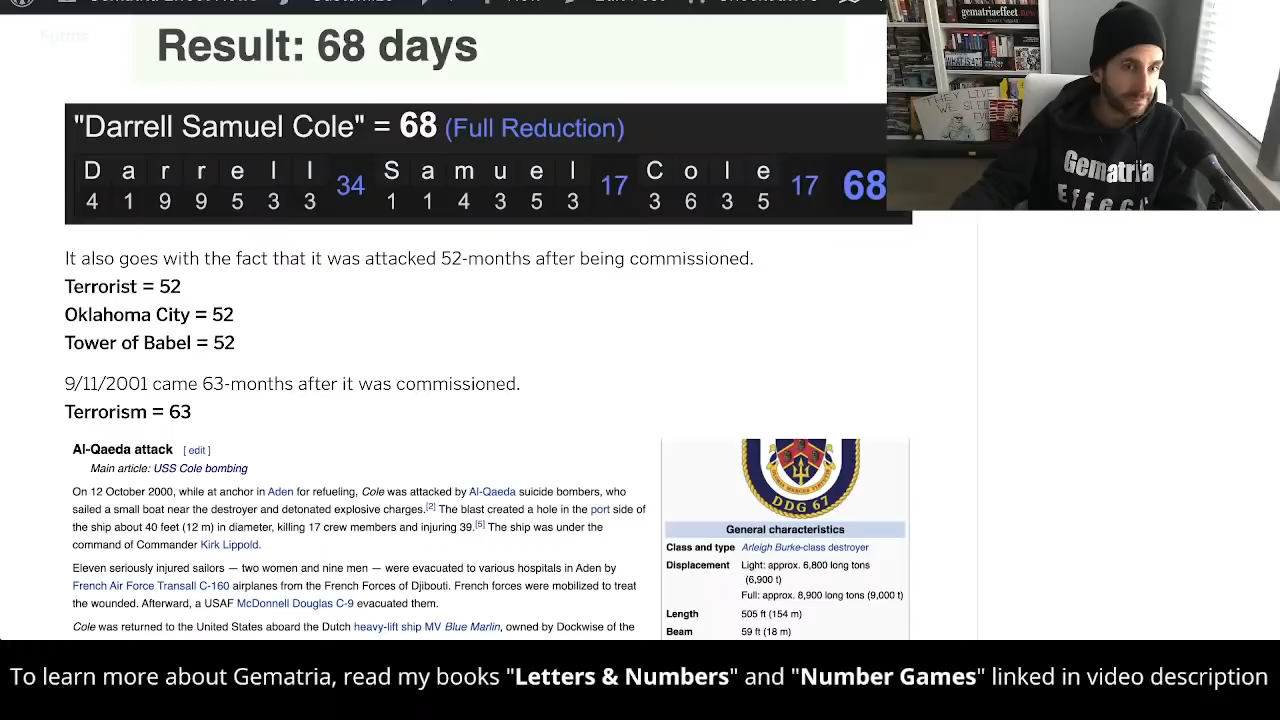 Forms
Result: 68 days
"Darrell Samuel Cole" = 68 (Full Reduction)
D a r r e l l 34 S a m u e l 17 C o l e 17 68
4 1 9 9 5 3 3 1 1 4 3 5 3 3 6 3 5
It also goes with the fact that it was attacked 52-months after being commissioned.
Terrorist = 52
Oklahoma City = 52
Tower of Babel = 52
9/11/2001 came 63-months after it was commissioned.
Terrorism = 63
Al-Qaeda attack [ edit ]
Main article: USS Cole bombing
On 12 October 2000, while at anchor in Aden for refueling, Cole was attacked by Al-Qaeda suicide bombers, who
sailed a small boat near the destroyer and detonated explosive charges.[2] The blast created a hole in the port side of
the ship about 40 feet (12 m) in diameter, killing 17 crew members and injuring 39.[5] The ship was under the
command of Commander Kirk Lippold.
Eleven seriously injured sailors — two women and nine men — were evacuated to various hospitals in Aden by
French Air Force Transall C-160 airplanes from the French Forces of Djibouti. French forces were mobilized to treat
the wounded. Afterward, a USAF McDonnell Douglas C-9 evacuated them.
Cole was returned to the United States aboard the Dutch heavy-lift ship MV Blue Marlin, owned by Dockwise of the
DDG 67
General characteristics
Class and type Arleigh Burke-class destroyer
Displacement Light: approx. 6,800 long tons
(6,900 t)
Full: approx. 8,900 long tons (9,000 t)
Length 505 ft (154 m)
Beam 59 ft (18 m)
gematriaeffect.news
THEY LIVE
WE SLEEP
Gematria
Effect
To learn more about Gematria, read my books "Letters & Numbers" and "Number Games" linked in video description